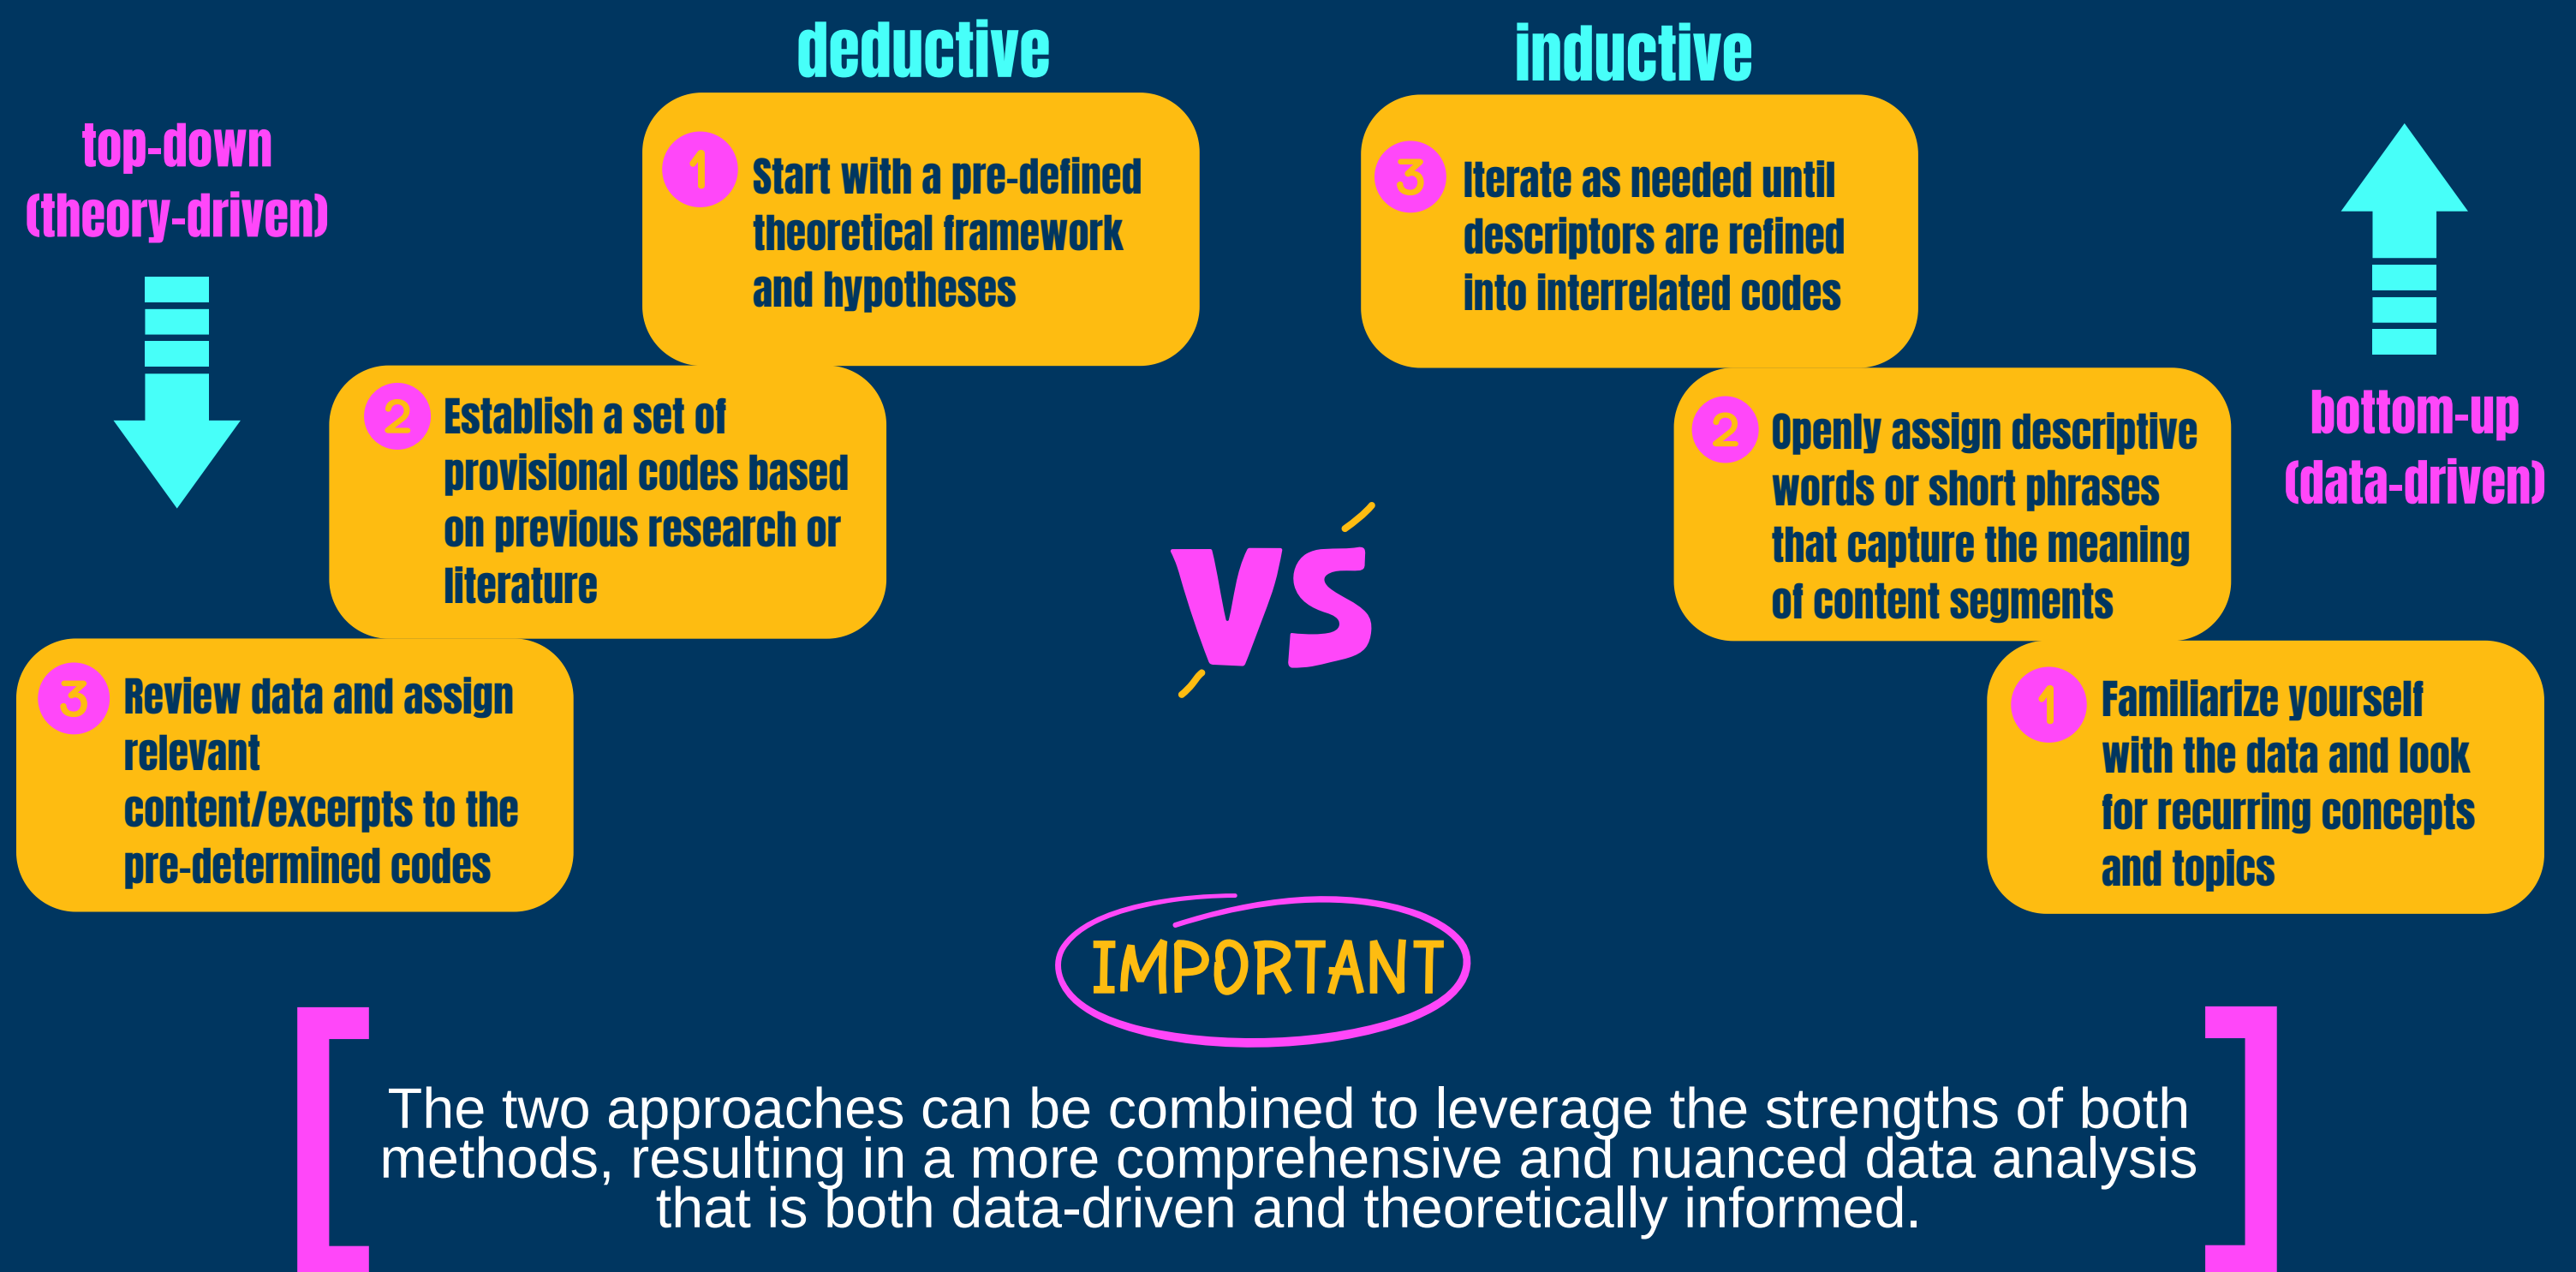 deductive
top-down
(theory-driven)
1
Start with a pre-defined
theoretical framework
and hypotheses
2
Establish a set of
provisional codes based
on previous research or
literature
3
Review data and assign
relevant
content/excerpts to the
pre-determined codes
VS
inductive
3
Iterate as needed until
descriptors are refined
into interrelated codes
2
Openly assign descriptive
words or short phrases
that capture the meaning
of content segments
1
Familiarize yourself
with the data and look
for recurring concepts
and topics
bottom-up
(data-driven)
IMPORTANT
The two approaches can be combined to leverage the strengths of both
methods, resulting in a more comprehensive and nuanced data analysis
that is both data-driven and theoretically informed.